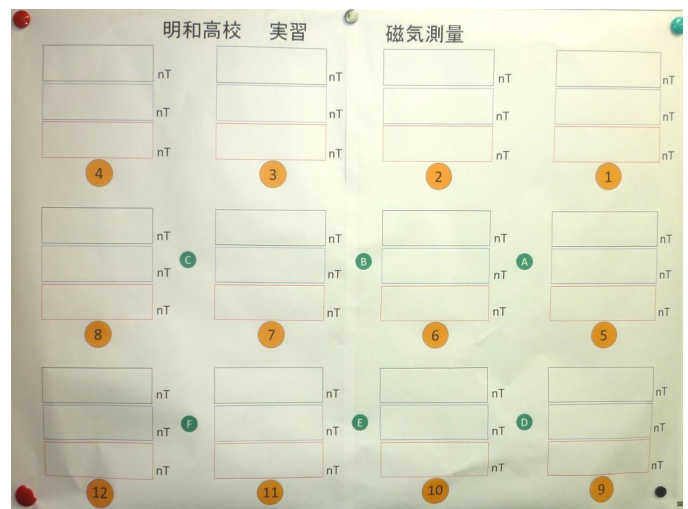 明和高校 実習 磁気測量
nT nT nT nT
nT nT nT nT
nT nT nT nT
4 3 2 1
nT nT nT nT
C B A
nT nT nT nT
nT nT nT nT
8 7 6 5
nT nT nT nT
F E D
nT nT nT nT
nT nT nT nT
12 11 10 9